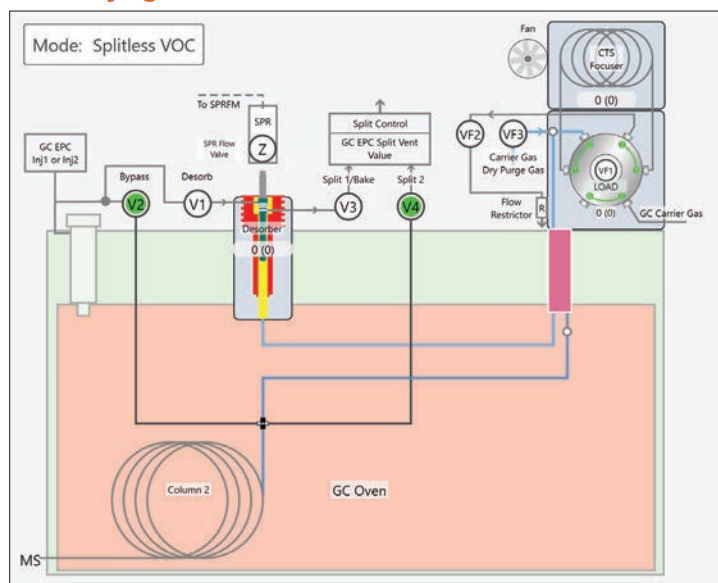 Mode: Splitless VOC
Fan
CTS
Focuser
0 (0)
To SPRFM
SPR
SPR Flow
Valve
Z
Split Control
GC EPC Split Vent
Value
GC EPC
Inj1 or Inj2
Bypass
Desorb
V2
V1
Split 1/Bake
Split 2
V3
V4
VF2
VF3
Carrier Gas
Dry Purge Gas
VF1
LOAD
0 (0)
Flow
Restrictor
R
GC Carrier Gas
Desorber
0 (0)
Column 2
GC Oven
MS